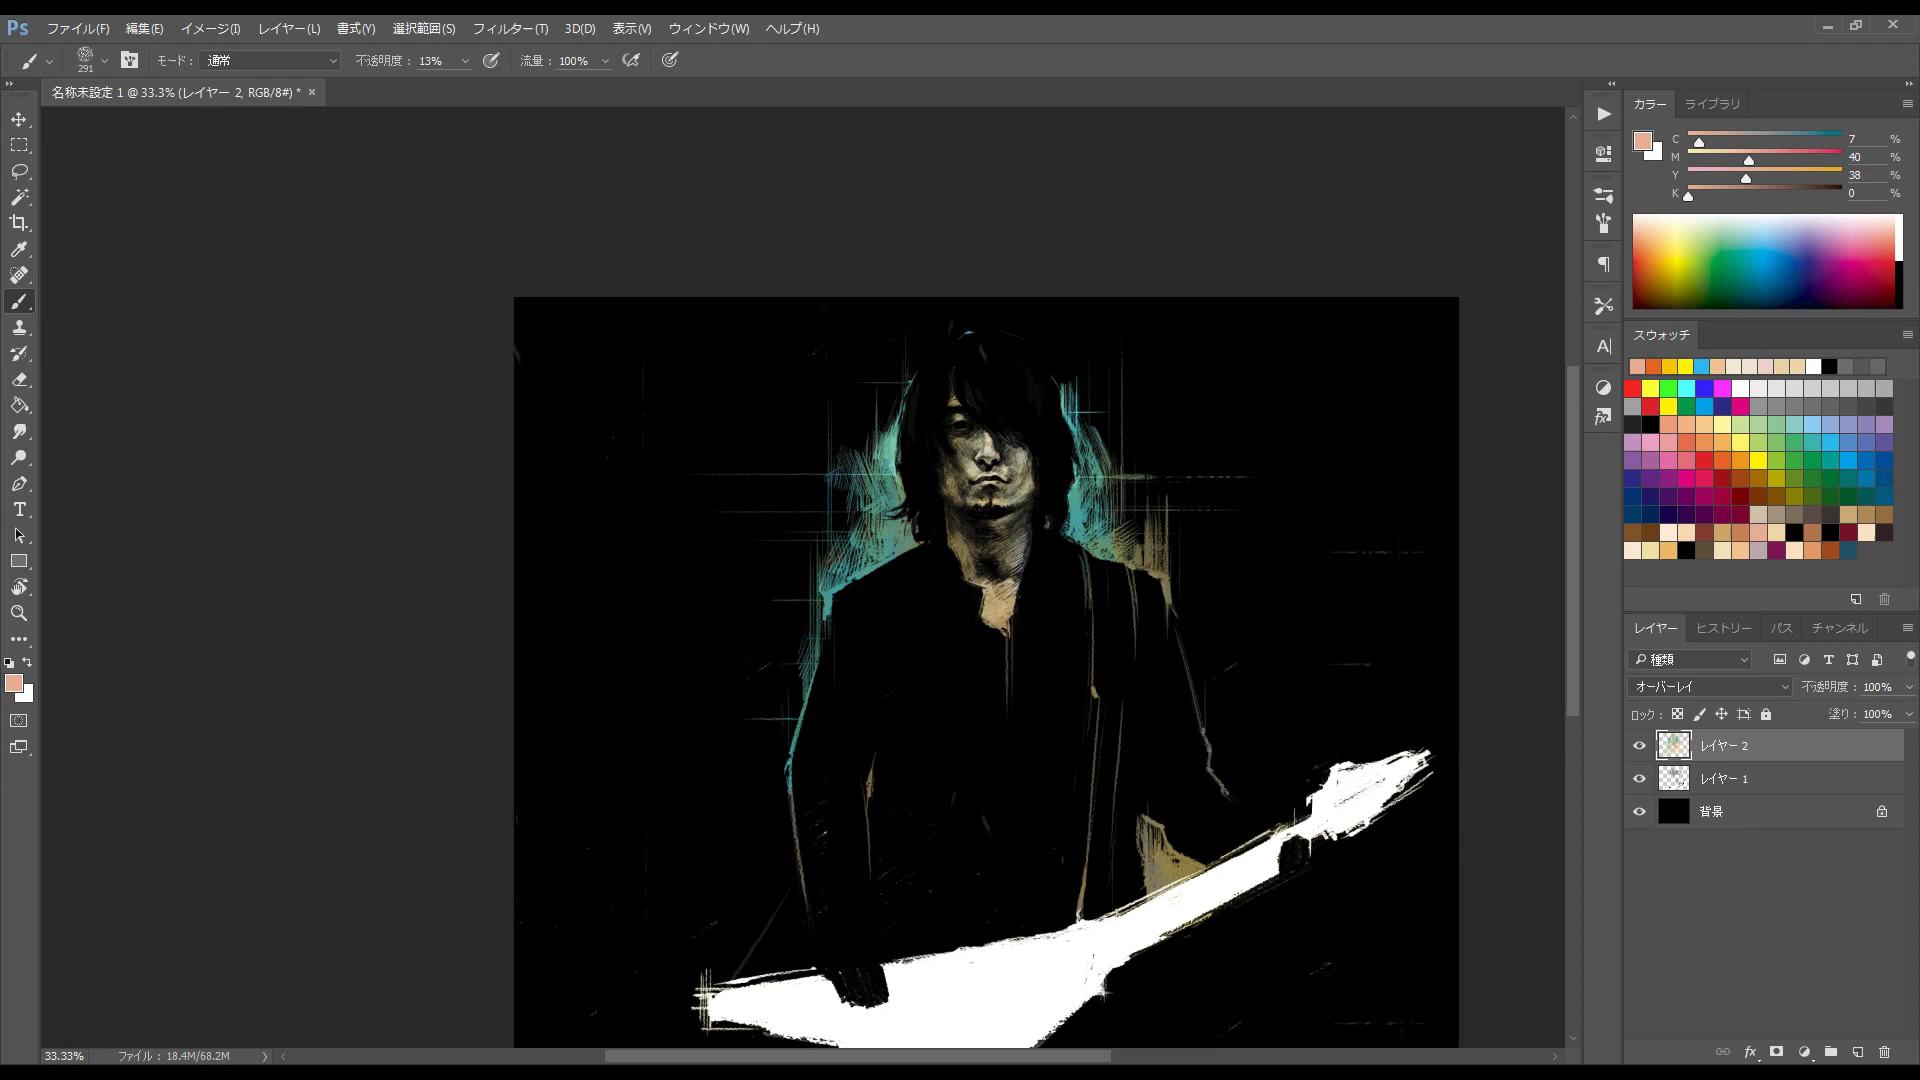 Ps ファイル(F) 編集(E) イメージ(I) レイヤー(L) 書式(Y) 選択範囲(S) フィルター(T) 3D(D) 表示(V) ウィンドウ(W) ヘルプ(H)
291 モード : 通常 不透明度 : 13% 流量 : 100%
名称未設定 1 @ 33.3% (レイヤー 2, RGB/8#) *
カラー ライブラリ
C 7 %
M 40 %
Y 38 %
K 0 %
スウォッチ
レイヤー ヒストリー パス チャンネル
種類
オーバーレイ 不透明度 : 100%
ロック : 塗り : 100%
レイヤー 2
レイヤー 1
背景
33.33% ファイル : 18.4M/68.2M